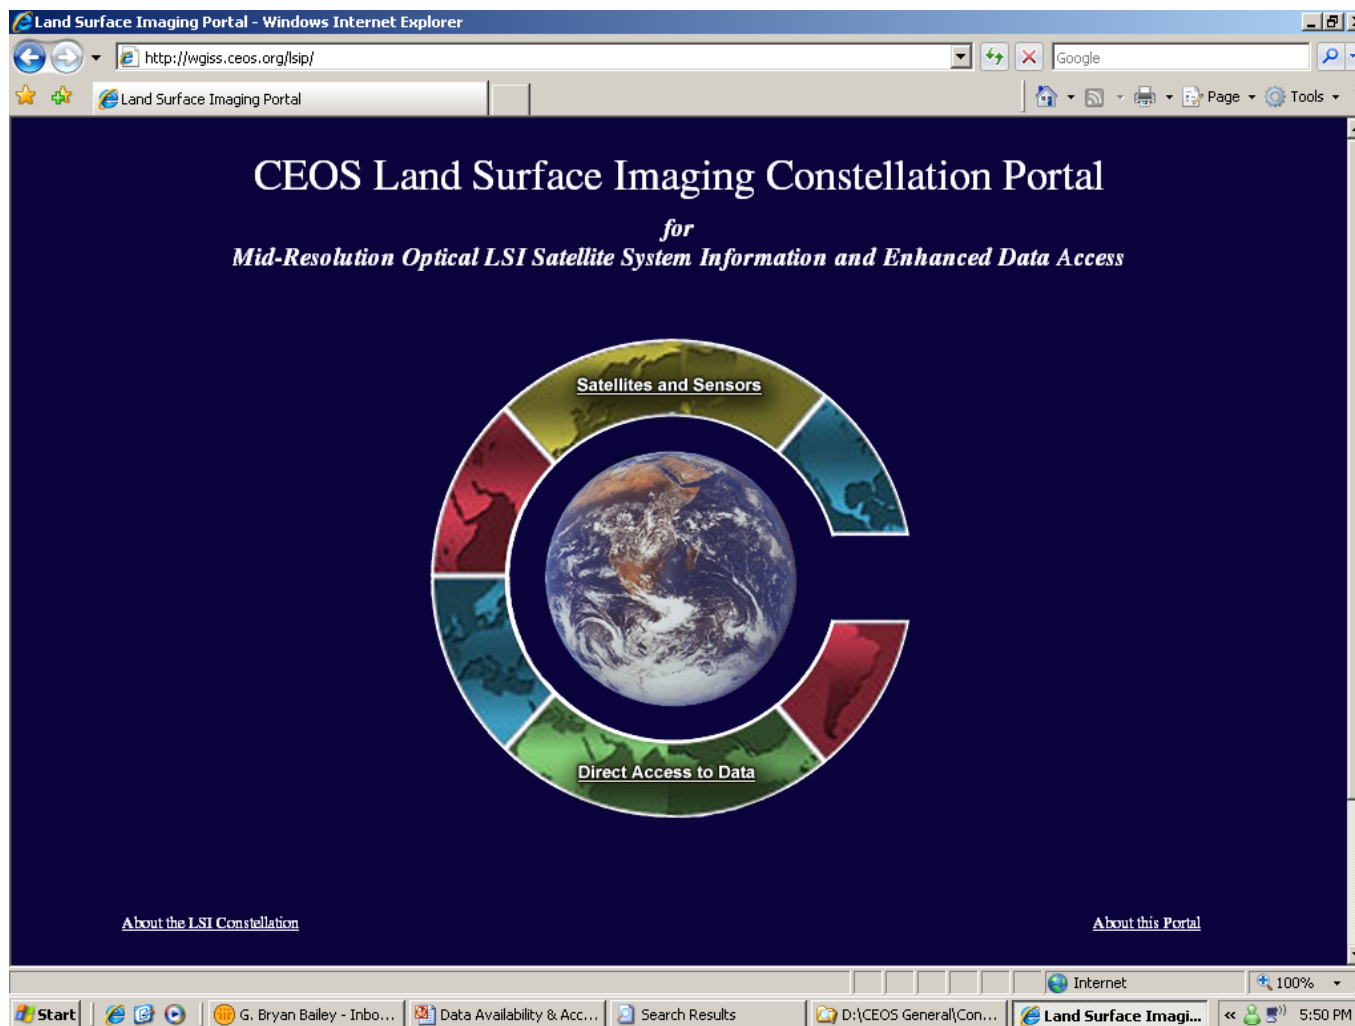 Land Surface Imaging Portal - Windows Internet Explorer
http://wgiss.ceos.org/lsip/
Google
Land Surface Imaging Portal
Page
Tools
CEOS Land Surface Imaging Constellation Portal
for
Mid-Resolution Optical LSI Satellite System Information and Enhanced Data Access
Satellites and Sensors
Direct Access to Data
About the LSI Constellation
About this Portal
Internet
100%
Start
G. Bryan Bailey - Inbo...
Data Availability & Acc...
Search Results
D:\CEOS General\Con...
Land Surface Imagi...
5:50 PM